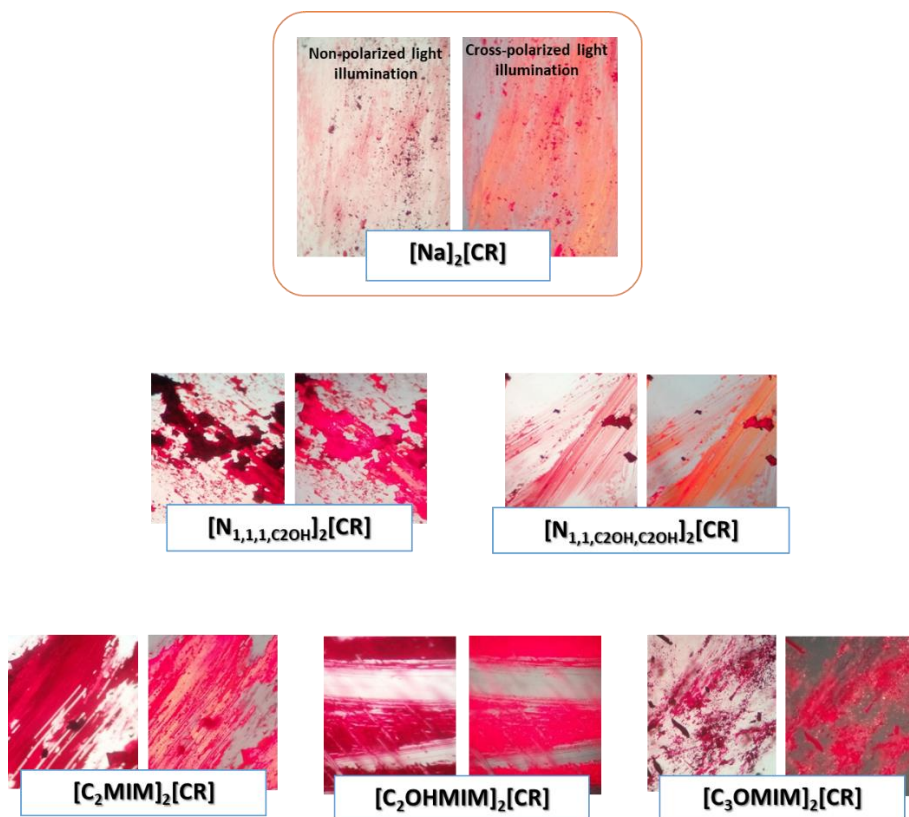 Non-polarized light
illumination
Cross-polarized light
illumination
[Na]₂[CR]
[N₁,₁,₁,C2OH]₂[CR]
[N₁,₁,C2OH,C2OH]₂[CR]
[C₂MIM]₂[CR]
[C₂OHMIM]₂[CR]
[C₃OMIM]₂[CR]